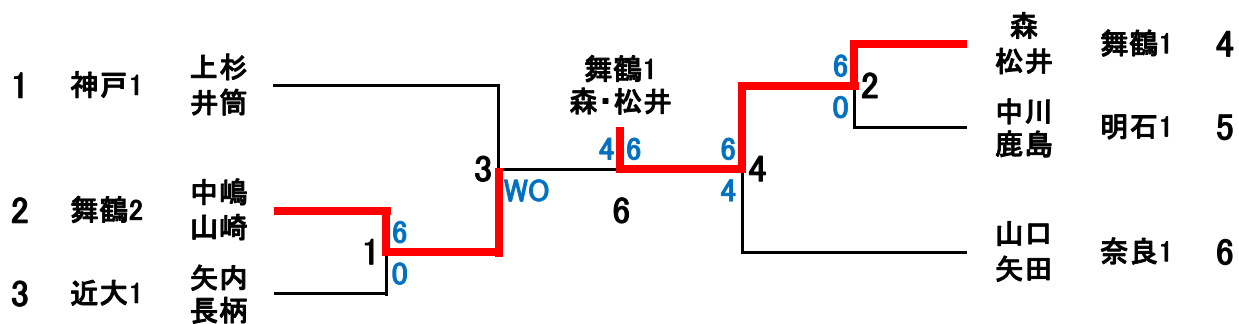 1 神戸1 上杉
井筒
2 舞鶴2 中嶋
山崎
3 近大1 矢内
長柄
1
6
0
3
WO
舞鶴1
森・松井
4 6
6
6
4
4
6
0
2
森
松井 舞鶴1 4
中川
鹿島 明石1 5
山口
矢田 奈良1 6